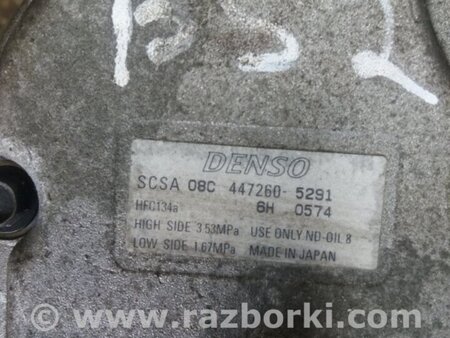 BS2
DENSO
SCSA 08C 447260-5291
HFC134a 6H 0574
HIGH SIDE 3.53MPa USE ONLY ND-OIL 8
LOW SIDE 1.67MPa MADE IN JAPAN
© www.razborki.com